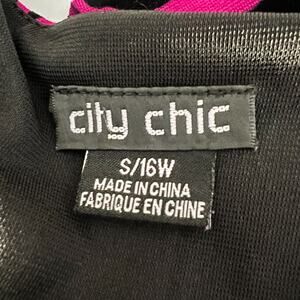 city chic
S/16W
MADE IN CHINA
FABRIQUE EN CHINE